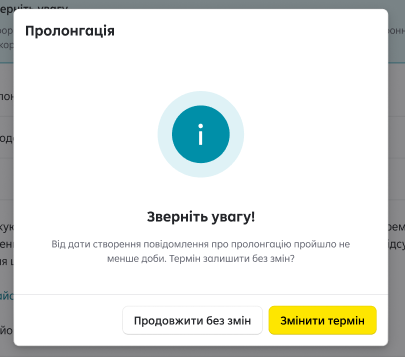 Пролонгація
i
Зверніть увагу!
Від дати створення повідомлення про пролонгацію пройшло не
менше доби. Термін залишити без змін?
Продовжити без змін
Змінити термін